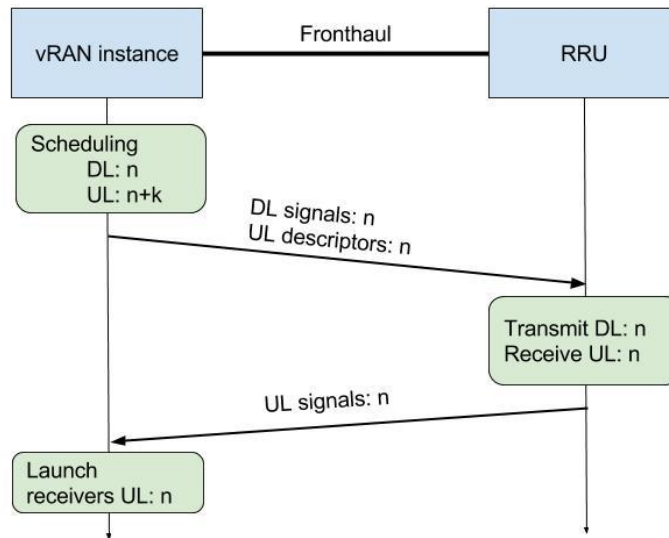 vRAN instance
Fronthaul
RRU
Scheduling
DL: n
UL: n+k
DL signals: n
UL descriptors: n
Transmit DL: n
Receive UL: n
UL signals: n
Launch
receivers UL: n